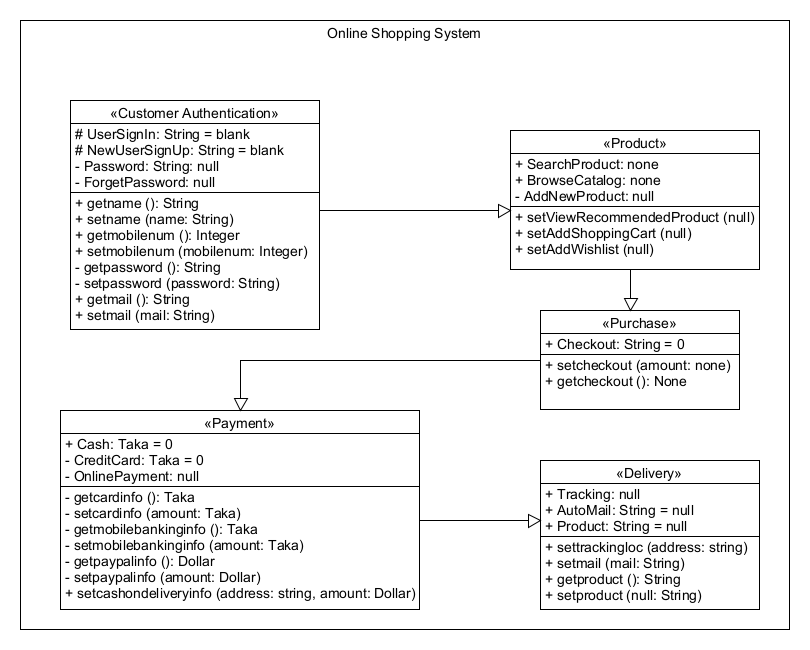 Online Shopping System
«Customer Authentication»
# UserSignIn: String = blank
# NewUserSignUp: String = blank
- Password: String: null
- ForgetPassword: null
+ getname (): String
+ setname (name: String)
+ getmobilenum (): Integer
+ setmobilenum (mobilenum: Integer)
- getpassword (): String
- setpassword (password: String)
+ getmail (): String
+ setmail (mail: String)
«Product»
+ SearchProduct: none
+ BrowseCatalog: none
- AddNewProduct: null
+ setViewRecommendedProduct (null)
+ setAddShoppingCart (null)
+ setAddWishlist (null)
«Purchase»
+ Checkout: String = 0
+ setcheckout (amount: none)
+ getcheckout (): None
«Payment»
+ Cash: Taka = 0
- CreditCard: Taka = 0
- OnlinePayment: null
- getcardinfo (): Taka
- setcardinfo (amount: Taka)
- getmobilebankinginfo (): Taka
- setmobilebankinginfo (amount: Taka)
- getpaypalinfo (): Dollar
- setpaypalinfo (amount: Dollar)
+ setcashondeliveryinfo (address: string, amount: Dollar)
«Delivery»
+ Tracking: null
+ AutoMail: String = null
+ Product: String = null
+ settrackingloc (address: string)
+ setmail (mail: String)
+ getproduct (): String
+ setproduct (null: String)